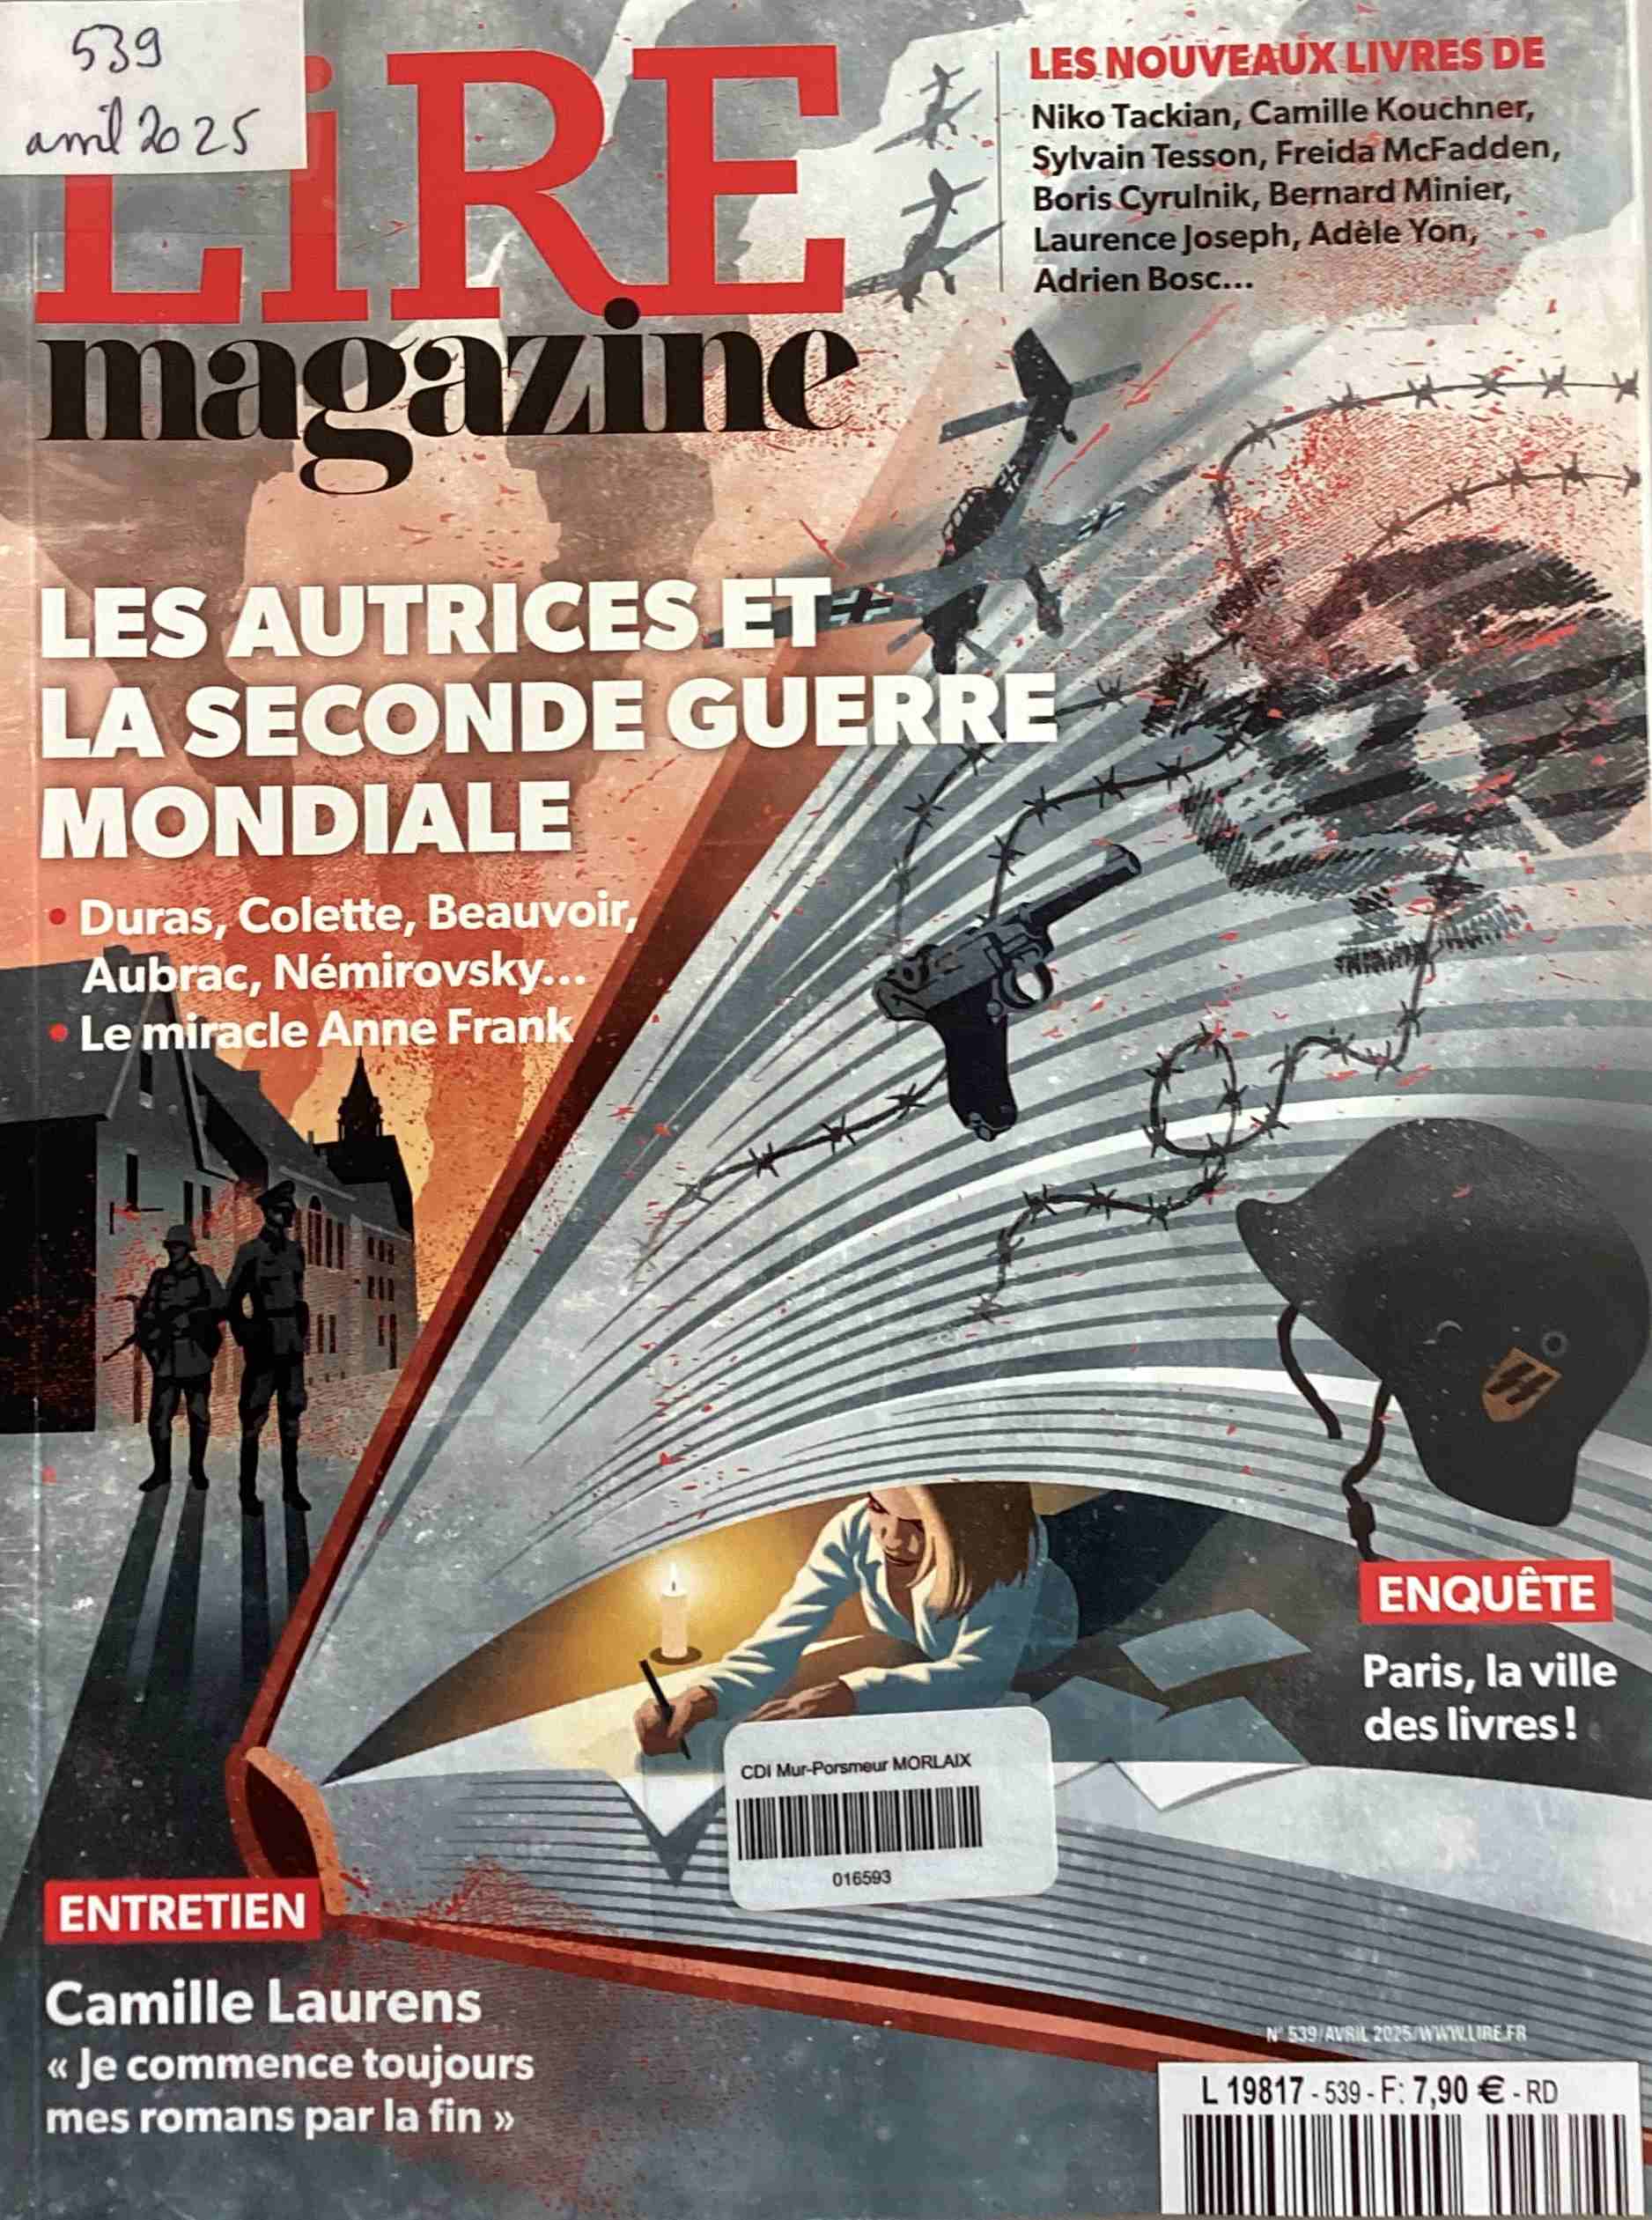 539
avril 2025
LiRE
magazine
LES NOUVEAUX LIVRES DE
Niko Tackian, Camille Kouchner,
Sylvain Tesson, Freida McFadden,
Boris Cyrulnik, Bernard Minier,
Laurence Joseph, Adèle Yon,
Adrien Bosc...
LES AUTRICES ET
LA SECONDE GUERRE
MONDIALE
• Duras, Colette, Beauvoir,
Aubrac, Némirovsky...
• Le miracle Anne Frank
ENQUÊTE
Paris, la ville
des livres !
CDI Mur-Porsmeur MORLAIX
016593
ENTRETIEN
Camille Laurens
« Je commence toujours
mes romans par la fin »
N° 539/AVRIL 2025/WWW.LIRE.FR
L 19817 - 539 - F: 7,90 € - RD